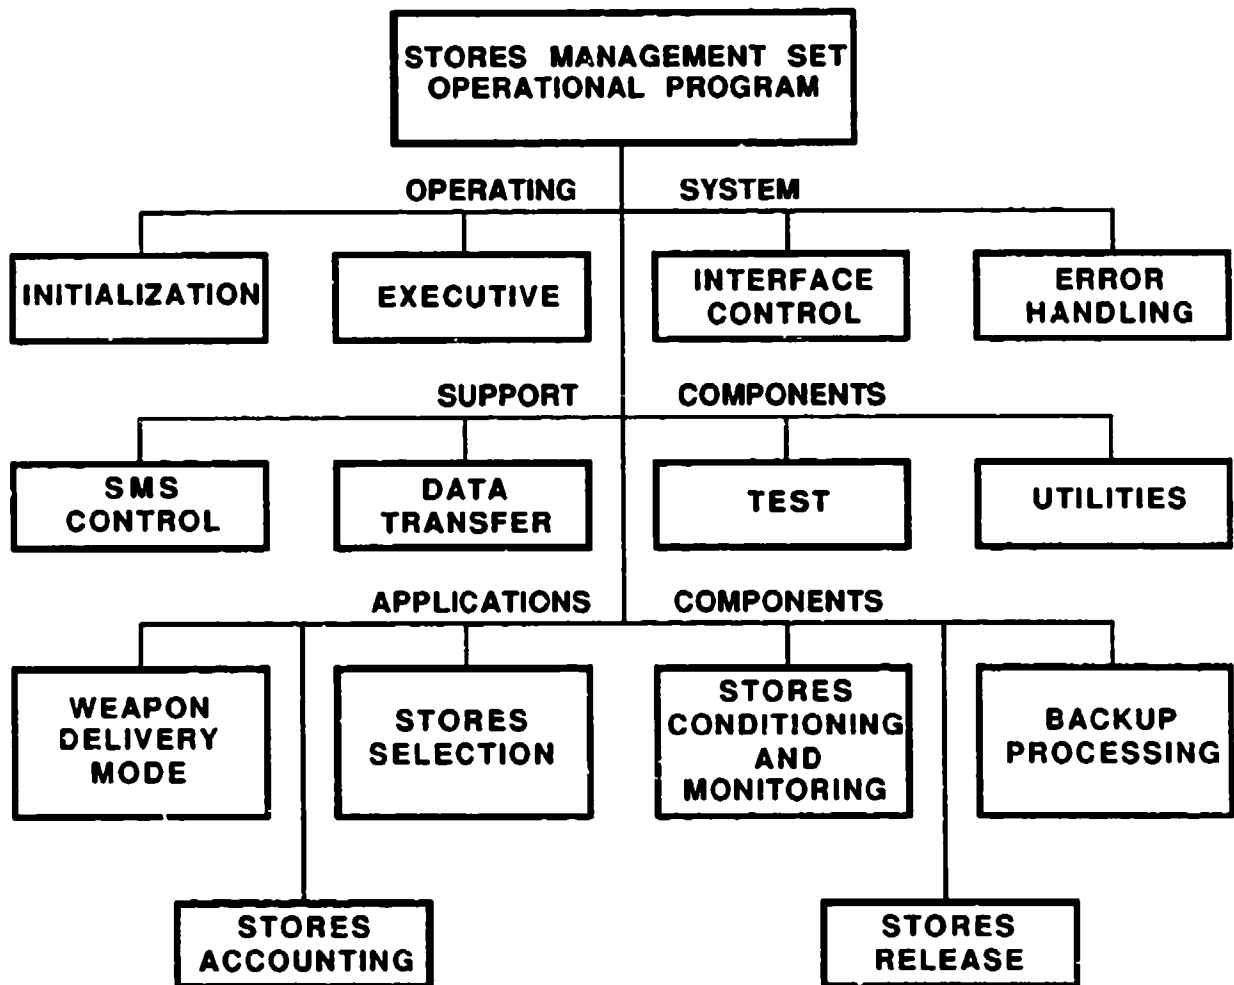 STORES MANAGEMENT SET
OPERATIONAL PROGRAM
OPERATING SYSTEM
INITIALIZATION
EXECUTIVE
INTERFACE
CONTROL
ERROR
HANDLING
SUPPORT COMPONENTS
SMS
CONTROL
DATA
TRANSFER
TEST
UTILITIES
APPLICATIONS COMPONENTS
WEAPON
DELIVERY
MODE
STORES
SELECTION
STORES
CONDITIONING
AND
MONITORING
BACKUP
PROCESSING
STORES
ACCOUNTING
STORES
RELEASE